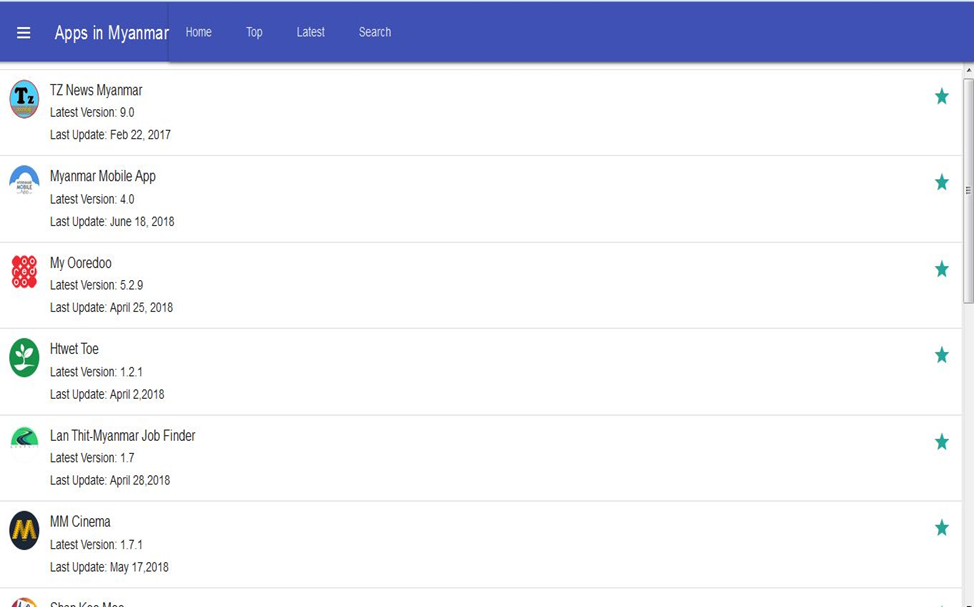 Apps in Myanmar
Home
Top
Latest
Search
Tz
TZ News Myanmar
Latest Version: 9.0
Last Update: Feb 22, 2017
MOBILE
Myanmar Mobile App
Latest Version: 4.0
Last Update: June 18, 2018
My Ooredoo
Latest Version: 5.2.9
Last Update: April 25, 2018
Htwet Toe
Latest Version: 1.2.1
Last Update: April 2,2018
Lan Thit-Myanmar Job Finder
Latest Version: 1.7
Last Update: April 28,2018
M
MM Cinema
Latest Version: 1.7.1
Last Update: May 17,2018